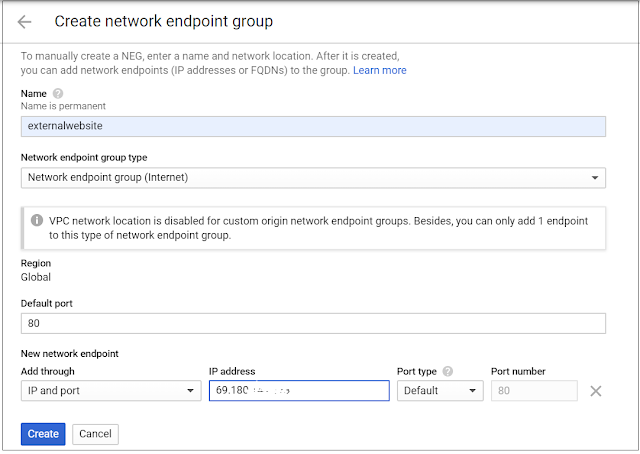 Create network endpoint group
To manually create a NEG, enter a name and network location. After it is created,
you can add network endpoints (IP addresses or FQDNs) to the group. Learn more
Name
Name is permanent
externalwebsite
Network endpoint group type
Network endpoint group (Internet)
VPC network location is disabled for custom origin network endpoint groups. Besides, you can only add 1 endpoint
to this type of network endpoint group.
Region
Global
Default port
80
New network endpoint
Add through IP address Port type Port number
IP and port 69.180 Default 80
Create Cancel